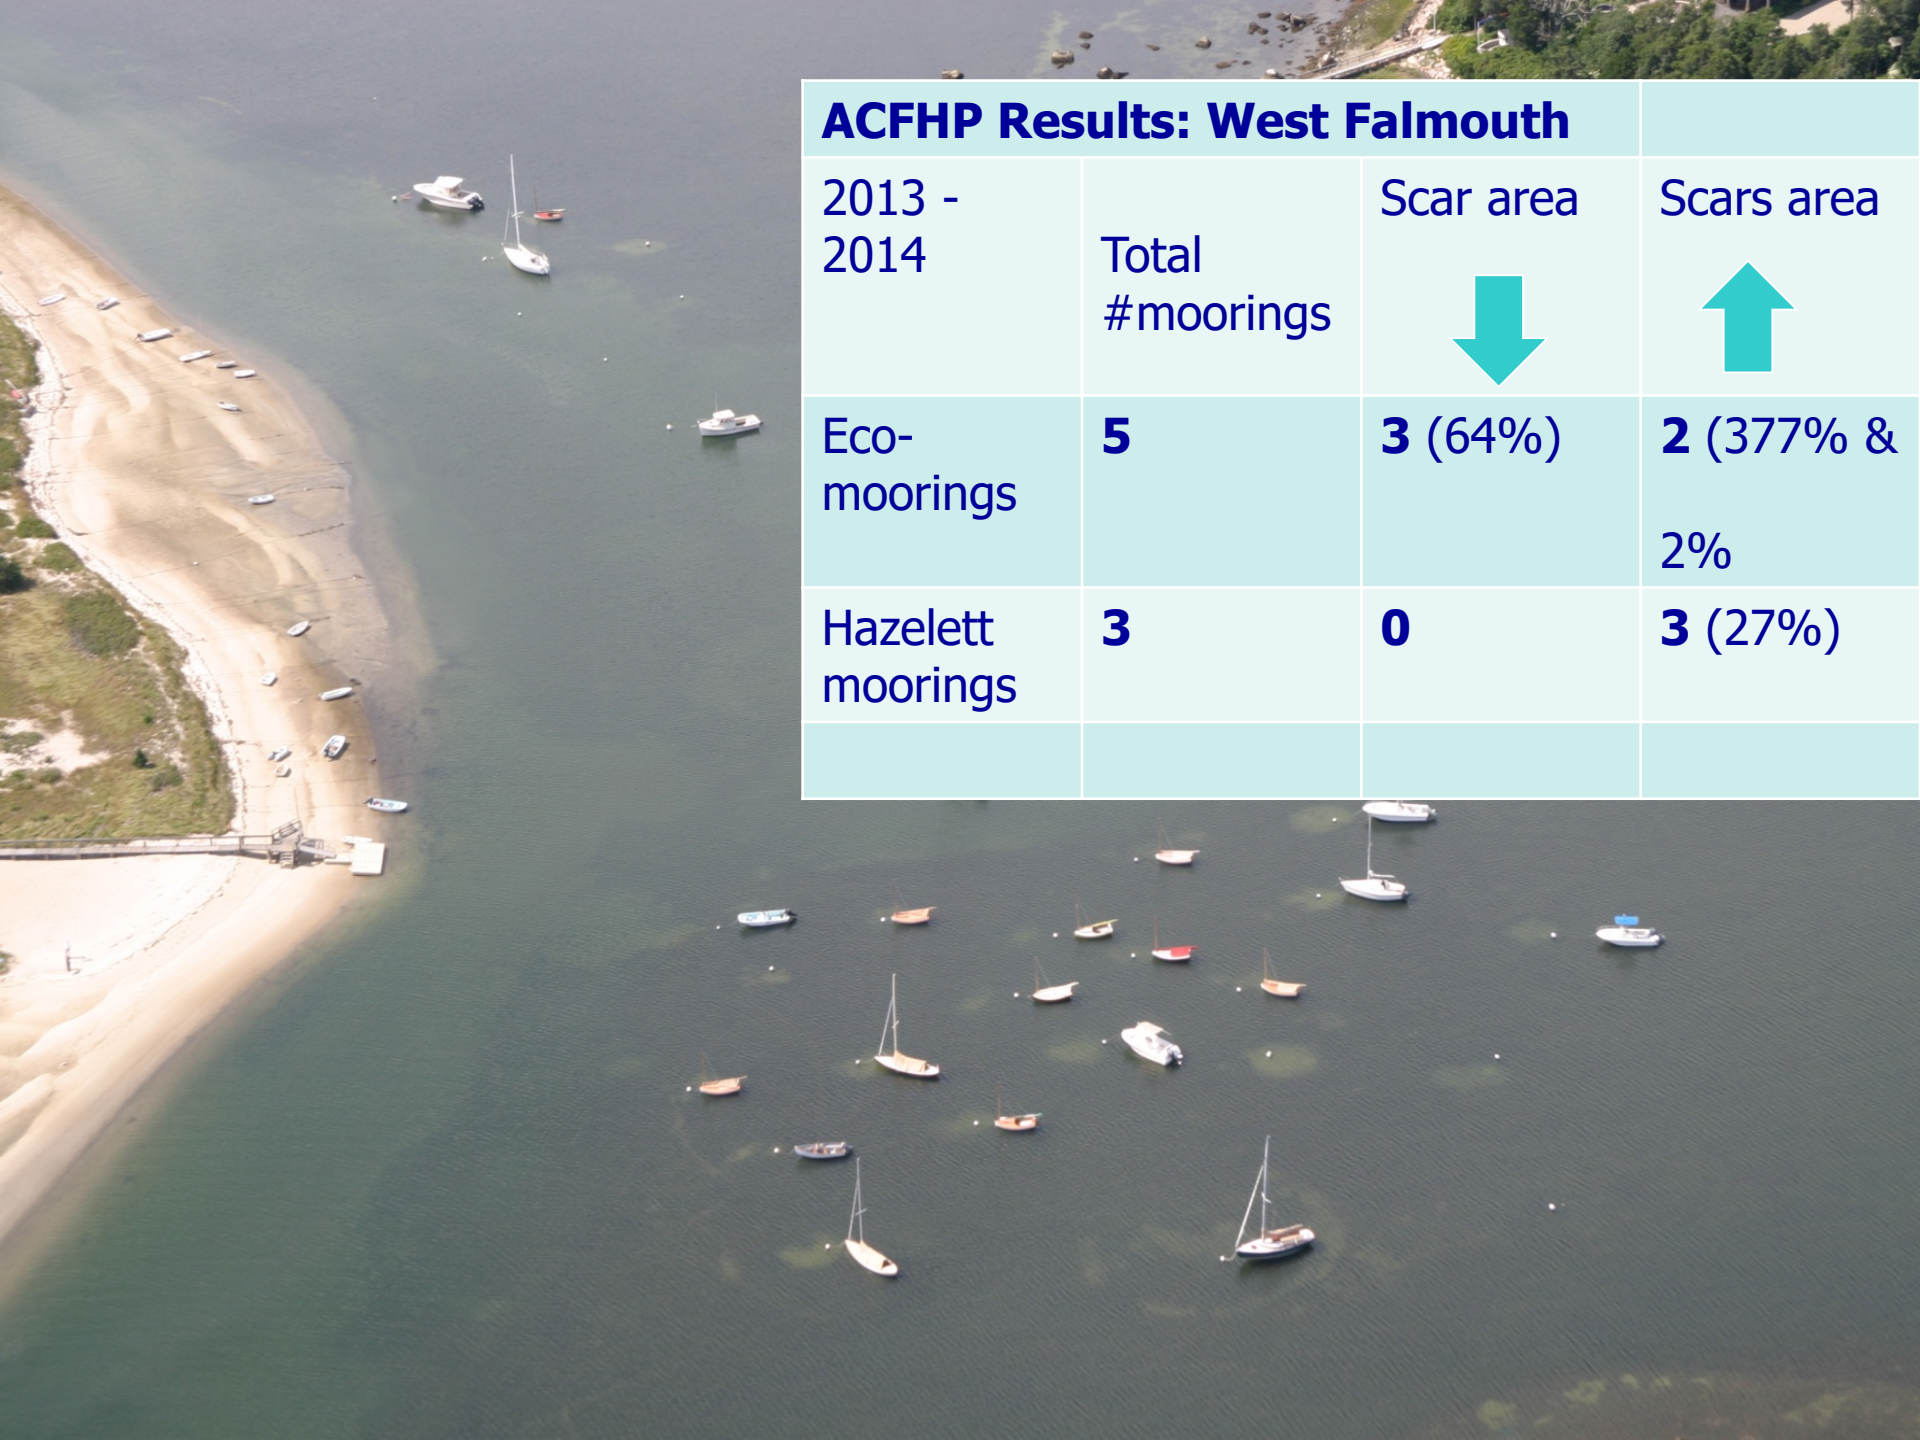 ACFHP Results: West Falmouth
2013 -
2014
Total
#moorings
Scar area
Scars area
Eco-
moorings
5
3 (64%)
2 (377% &
2%
Hazelett
moorings
3
0
3 (27%)